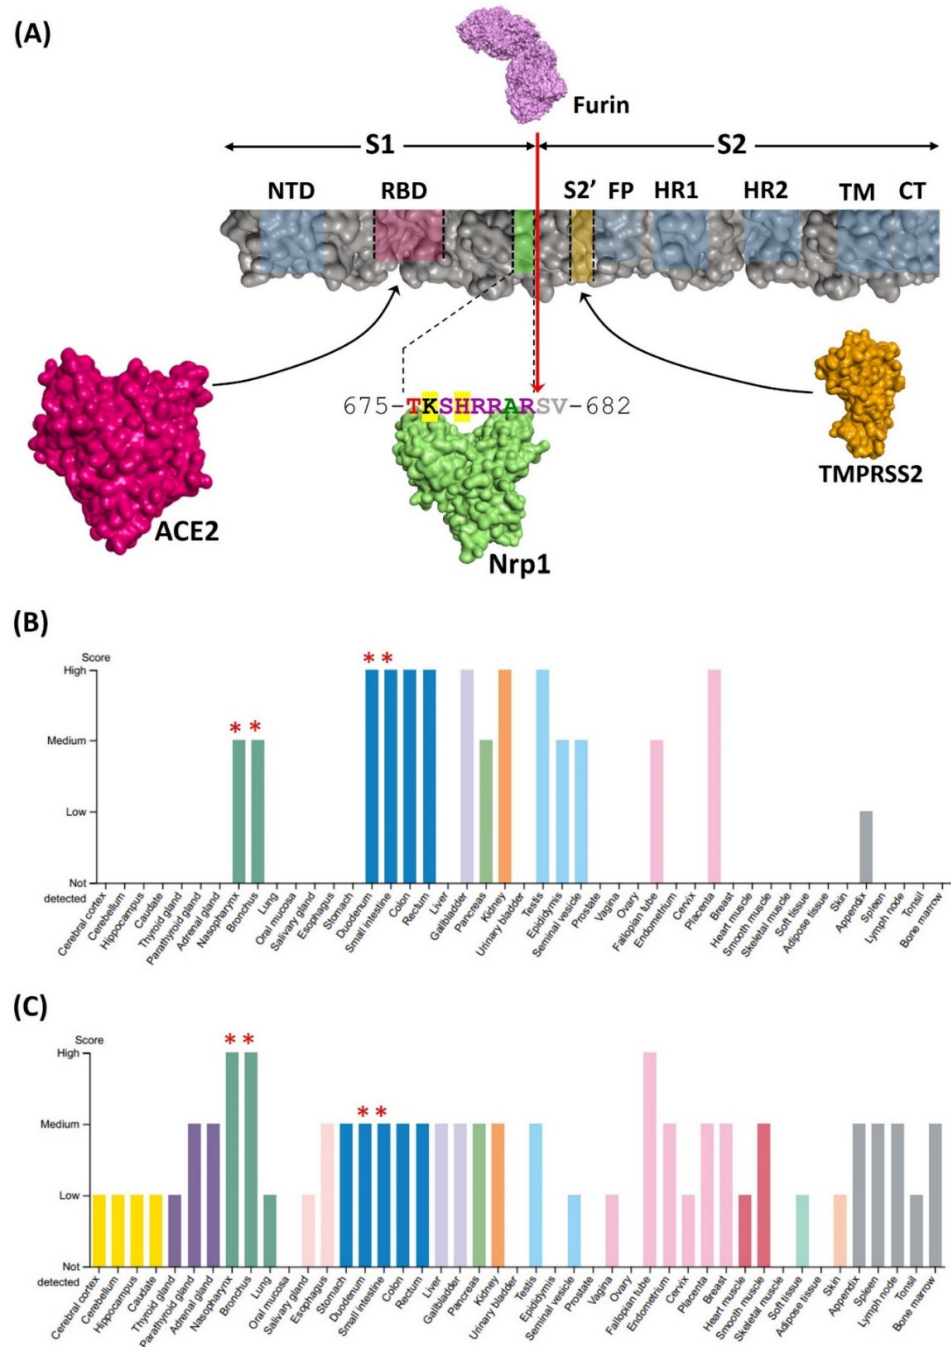 (A)
Furin
S1 S2
NTD RBD S2’ FP HR1 HR2 TM CT
675-TKSHRRARSV-682
ACE2
TMPRSS2
Nrp1
(B)
Score
High
Medium
Low
Not
detected
Cerebral cortex
Cerebellum
Hippocampus
Caudate
Thyroid gland
Parathyroid gland
Adrenal gland
Nasopharynx
Bronchus
Lung
Oral mucosa
Salivary gland
Esophagus
Stomach
Duodenum
Small intestine
Colon
Rectum
Liver
Gallbladder
Pancreas
Kidney
Urinary bladder
Testis
Epididymis
Seminal vesicle
Prostate
Vagina
Ovary
Fallopian tube
Endometrium
Cervix
Placenta
Breast
Heart muscle
Smooth muscle
Skeletal muscle
Soft tissue
Adipose tissue
Skin
Appendix
Spleen
Lymph node
Tonsil
Bone marrow
* *
* *
(C)
Score
High
Medium
Low
Not
detected
Cerebral cortex
Cerebellum
Hippocampus
Caudate
Thyroid gland
Parathyroid gland
Adrenal gland
Nasopharynx
Bronchus
Lung
Oral mucosa
Salivary gland
Esophagus
Stomach
Duodenum
Small intestine
Colon
Rectum
Liver
Gallbladder
Pancreas
Kidney
Urinary bladder
Testis
Epididymis
Seminal vesicle
Prostate
Vagina
Ovary
Fallopian tube
Endometrium
Cervix
Placenta
Breast
Heart muscle
Smooth muscle
Skeletal muscle
Soft tissue
Adipose tissue
Skin
Appendix
Spleen
Lymph node
Tonsil
Bone marrow
* *
* *